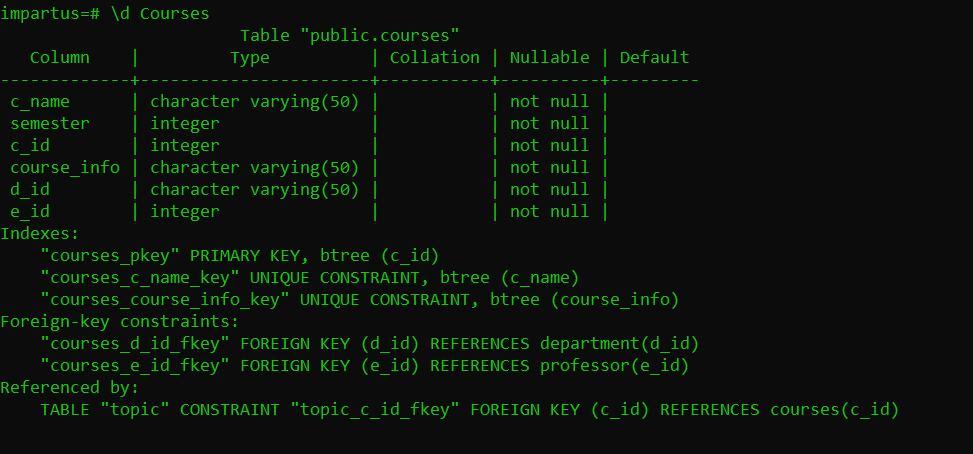 impartus=# \d Courses
                        Table "public.courses"
   Column    |         Type          | Collation | Nullable | Default
-------------+-----------------------+-----------+----------+---------
 c_name      | character varying(50) |           | not null |
 semester    | integer               |           | not null |
 c_id        | integer               |           | not null |
 course_info | character varying(50) |           | not null |
 d_id        | character varying(50) |           | not null |
 e_id        | integer               |           | not null |
Indexes:
    "courses_pkey" PRIMARY KEY, btree (c_id)
    "courses_c_name_key" UNIQUE CONSTRAINT, btree (c_name)
    "courses_course_info_key" UNIQUE CONSTRAINT, btree (course_info)
Foreign-key constraints:
    "courses_d_id_fkey" FOREIGN KEY (d_id) REFERENCES department(d_id)
    "courses_e_id_fkey" FOREIGN KEY (e_id) REFERENCES professor(e_id)
Referenced by:
    TABLE "topic" CONSTRAINT "topic_c_id_fkey" FOREIGN KEY (c_id) REFERENCES courses(c_id)